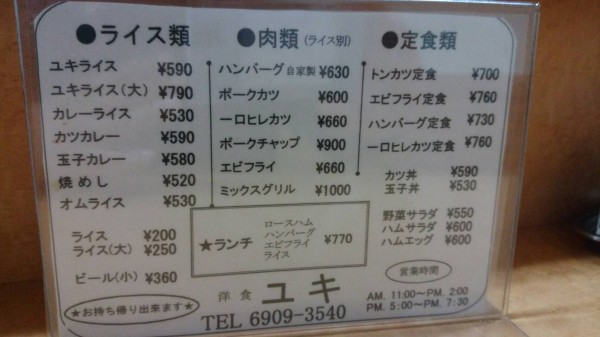 ●ライス類
ユキライス ¥590
ユキライス(大) ¥790
カレーライス ¥530
カツカレー ¥590
玉子カレー ¥580
焼めし ¥520
オムライス ¥530
ライス ¥200
ライス(大) ¥250
ビール(小) ¥360
★お持ち帰り出来ます★
●肉類(ライス別)
ハンバーグ 自家製 ¥630
ポークカツ ¥600
一口ヒレカツ ¥660
ポークチャップ ¥900
エビフライ ¥660
ミックスグリル ¥1000
★ランチ
ロースハム
ハンバーグ
エビフライ
ライス
¥770
●定食類
トンカツ定食 ¥700
エビフライ定食 ¥760
ハンバーグ定食 ¥730
一口ヒレカツ定食 ¥760
カツ丼 ¥590
玉子丼 ¥530
野菜サラダ ¥550
ハムサラダ ¥600
ハムエッグ ¥600
営業時間
AM. 11:00〜PM. 2:00
PM. 5:00〜PM. 7:30
洋食 ユキ
TEL 6909-3540